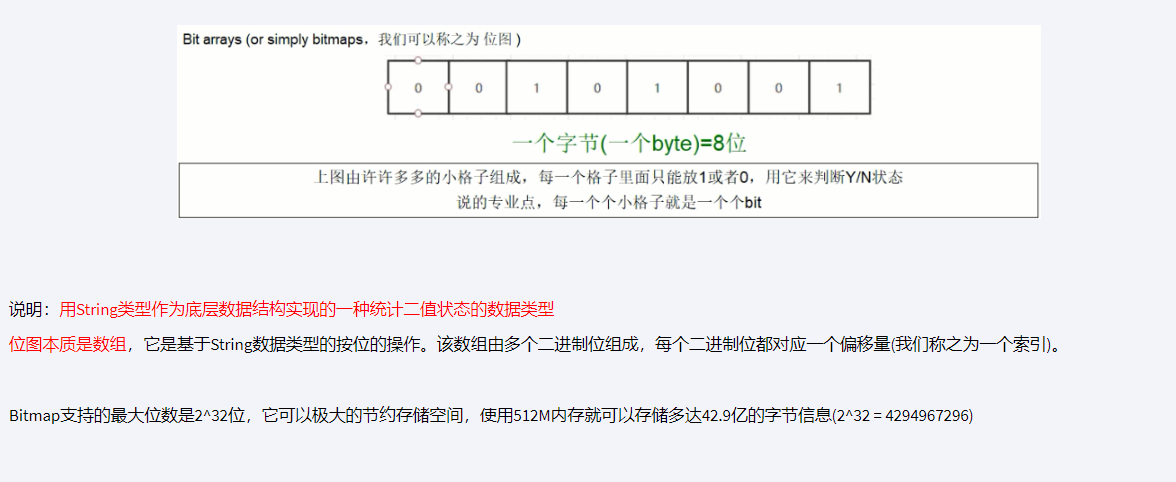 Bit arrays (or simply bitmaps，我们可以称之为 位图 )
0 0 1 0 1 0 0 1
一个字节(一个byte)=8位
上图由许许多多的小格子组成，每一个格子里面只能放1或者0，用它来判断Y/N状态
说的专业点，每一个个小格子就是一个个bit
说明：用String类型作为底层数据结构实现的一种统计二值状态的数据类型
位图本质是数组，它是基于String数据类型的按位的操作。该数组由多个二进制位组成，每个二进制位都对应一个偏移量(我们称之为一个索引)。
Bitmap支持的最大位数是2^32位，它可以极大的节约存储空间，使用512M内存就可以存储多达42.9亿的字节信息(2^32 = 4294967296)